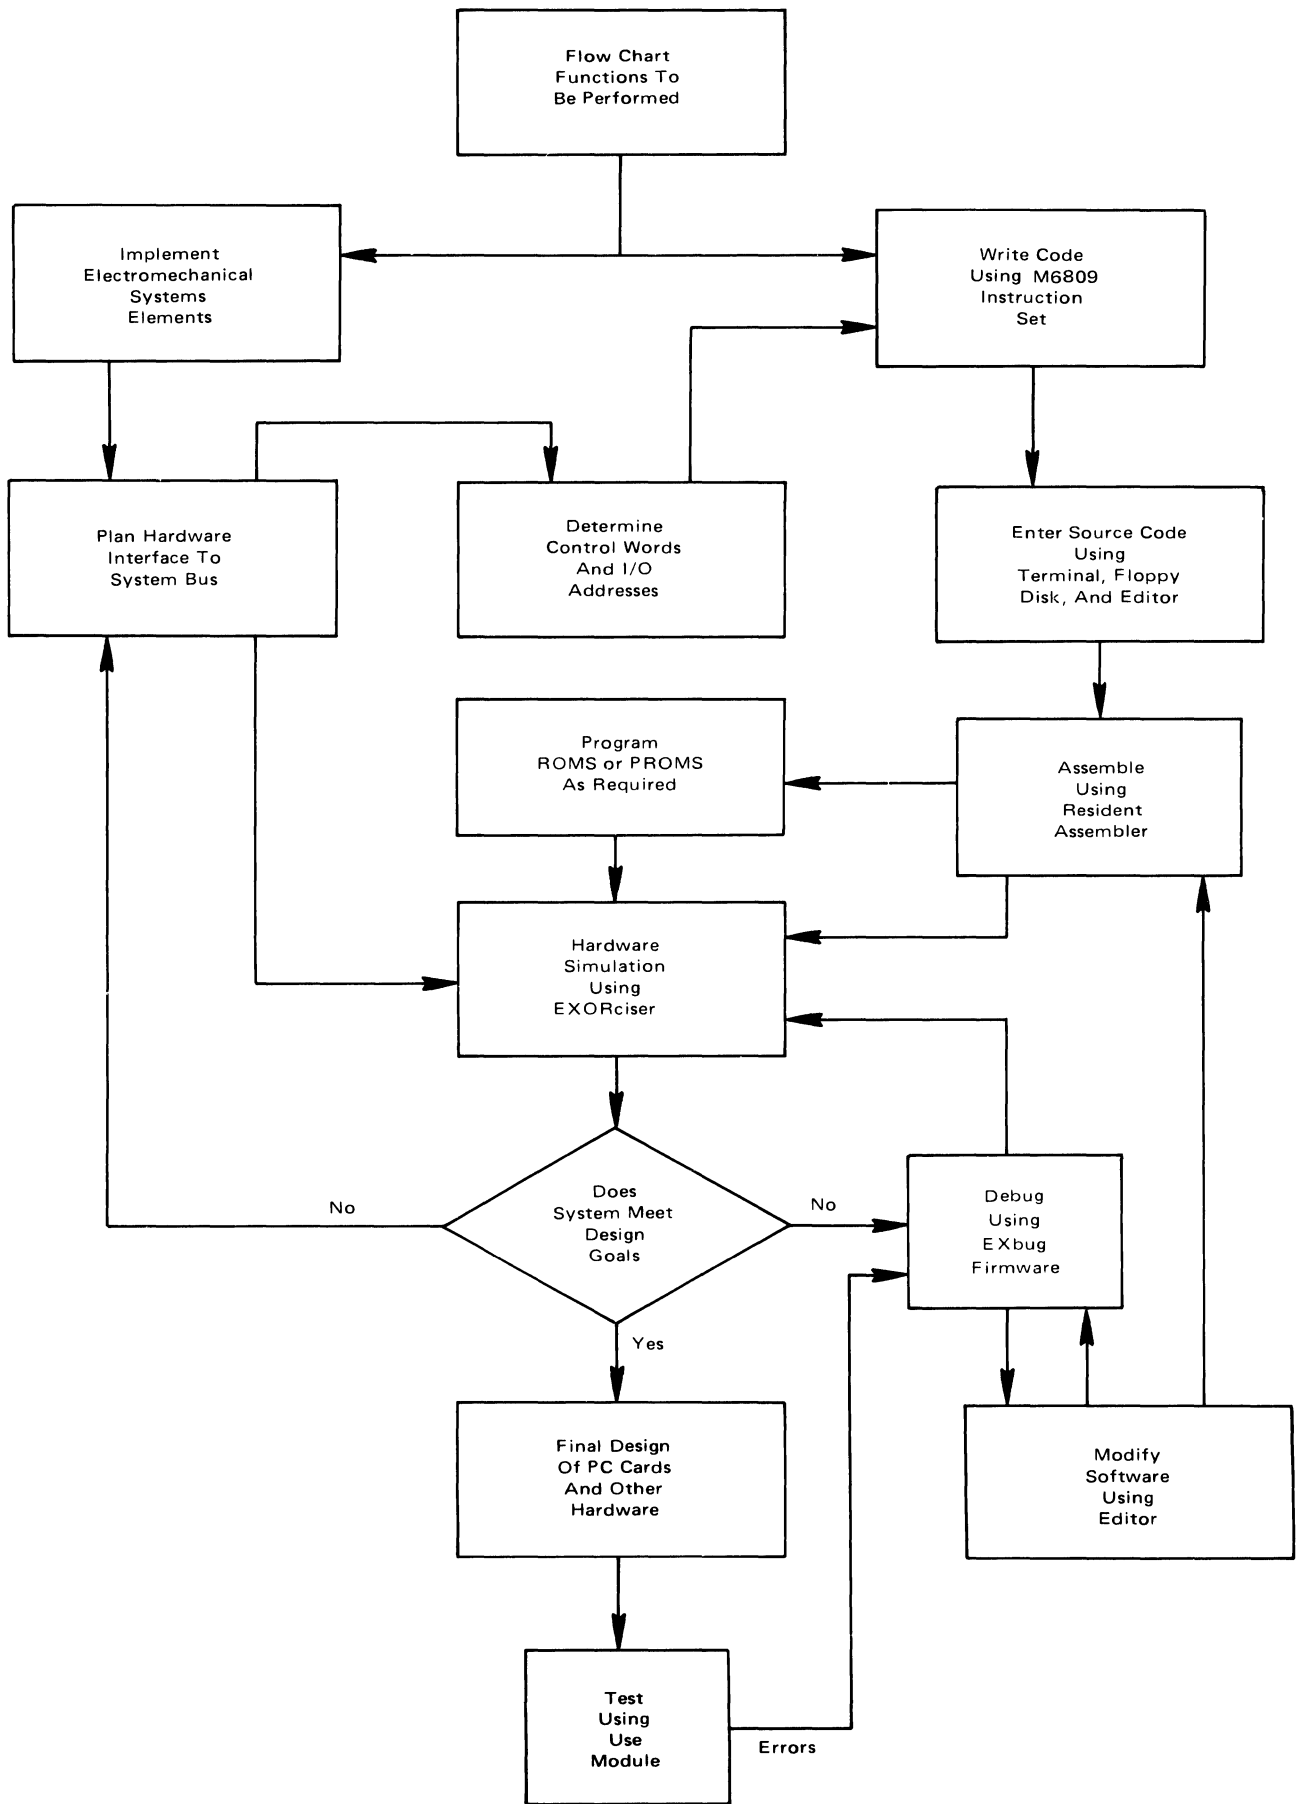 Flow Chart
Functions To
Be Performed
Implement
Electromechanical
Systems
Elements
Write Code
Using M6809
Instruction
Set
Plan Hardware
Interface To
System Bus
Determine
Control Words
And I/O
Addresses
Enter Source Code
Using
Terminal, Floppy
Disk, And Editor
Program
ROMS or PROMS
As Required
Assemble
Using
Resident
Assembler
Hardware
Simulation
Using
EXORciser
No
Does
System Meet
Design
Goals
No
Debug
Using
EXbug
Firmware
Yes
Final Design
Of PC Cards
And Other
Hardware
Modify
Software
Using
Editor
Test
Using
Use
Module
Errors